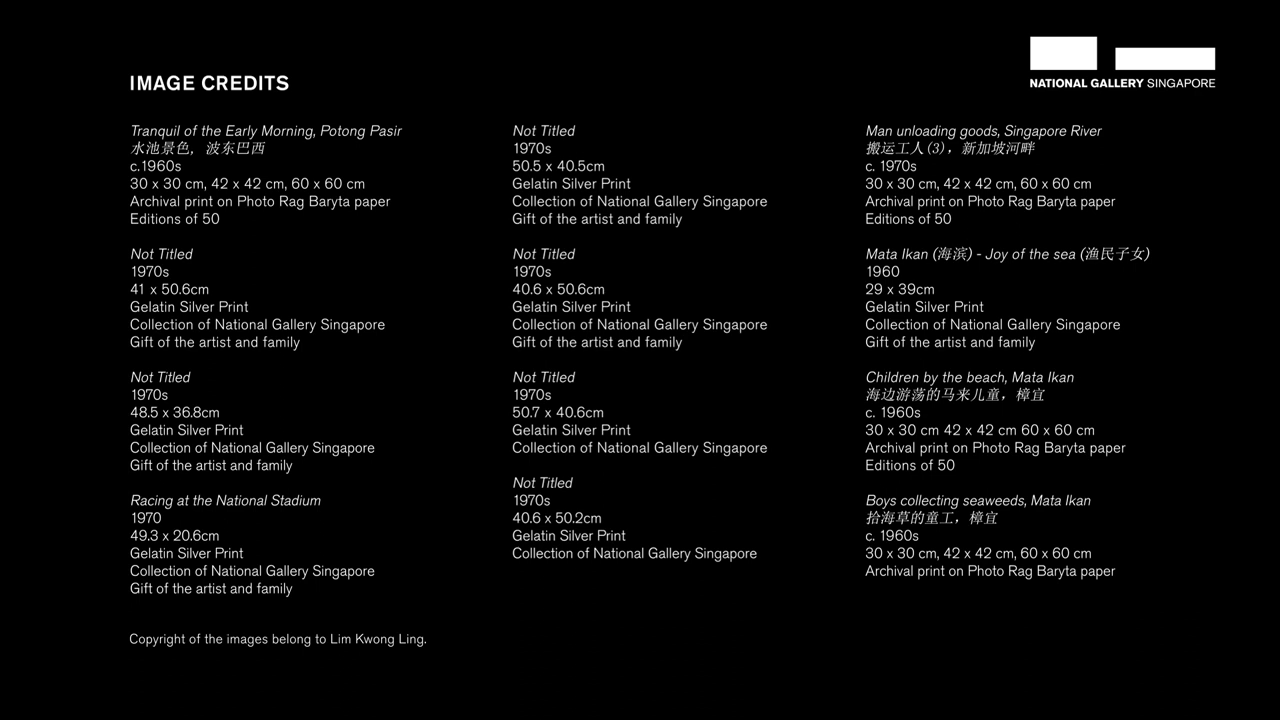 NATIONAL GALLERY SINGAPORE
IMAGE CREDITS
Tranquil of the Early Morning, Potong Pasir
水池景色，波东巴西
c.1960s
30 x 30 cm, 42 x 42 cm, 60 x 60 cm
Archival print on Photo Rag Baryta paper
Editions of 50
Not Titled
1970s
41 x 50.6cm
Gelatin Silver Print
Collection of National Gallery Singapore
Gift of the artist and family
Not Titled
1970s
48.5 x 36.8cm
Gelatin Silver Print
Collection of National Gallery Singapore
Gift of the artist and family
Racing at the National Stadium
1970
49.3 x 20.6cm
Gelatin Silver Print
Collection of National Gallery Singapore
Gift of the artist and family
Not Titled
1970s
50.5 x 40.5cm
Gelatin Silver Print
Collection of National Gallery Singapore
Gift of the artist and family
Not Titled
1970s
40.6 x 50.6cm
Gelatin Silver Print
Collection of National Gallery Singapore
Gift of the artist and family
Not Titled
1970s
50.7 x 40.6cm
Gelatin Silver Print
Collection of National Gallery Singapore
Not Titled
1970s
40.6 x 50.2cm
Gelatin Silver Print
Collection of National Gallery Singapore
Man unloading goods, Singapore River
搬运工人(3)，新加坡河畔
c. 1970s
30 x 30 cm, 42 x 42 cm, 60 x 60 cm
Archival print on Photo Rag Baryta paper
Editions of 50
Mata Ikan (海滨) - Joy of the sea (渔民子女)
1960
29 x 39cm
Gelatin Silver Print
Collection of National Gallery Singapore
Gift of the artist and family
Children by the beach, Mata Ikan
海边游荡的马来儿童，樟宜
c. 1960s
30 x 30 cm 42 x 42 cm 60 x 60 cm
Archival print on Photo Rag Baryta paper
Editions of 50
Boys collecting seaweeds, Mata Ikan
拾海草的童工，樟宜
c. 1960s
30 x 30 cm, 42 x 42 cm, 60 x 60 cm
Archival print on Photo Rag Baryta paper
Copyright of the images belong to Lim Kwong Ling.